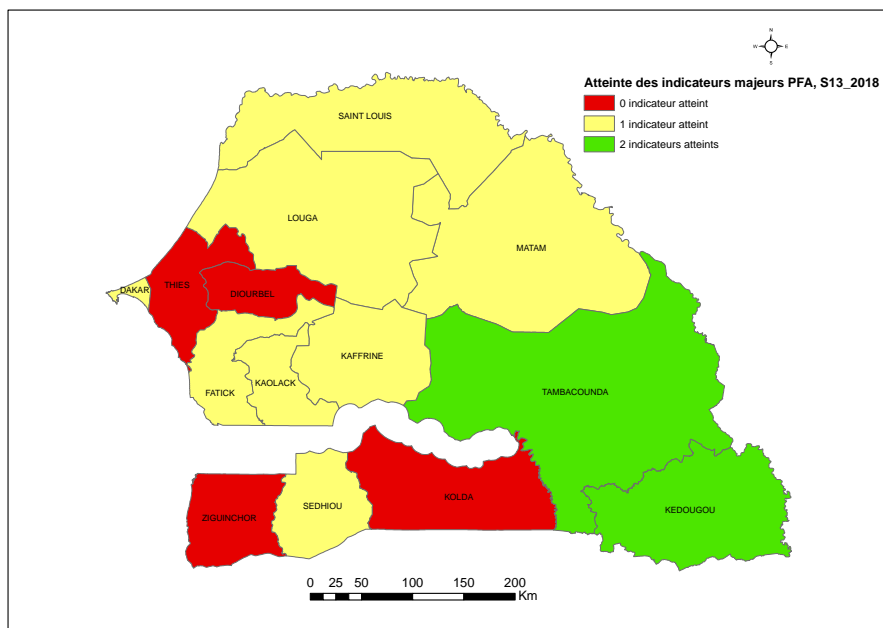 N
W E
S
Atteinte des indicateurs majeurs PFA, S13_2018
0 indicateur atteint
1 indicateur atteint
2 indicateurs atteints
SAINT LOUIS
LOUGA
MATAM
DAKAR
THIES
DIOURBEL
KAFFRINE
FATICK
KAOLACK
TAMBACOUNDA
ZIGUINCHOR
SEDHIOU
KOLDA
KEDOUGOU
0 25 50 100 150 200
Km